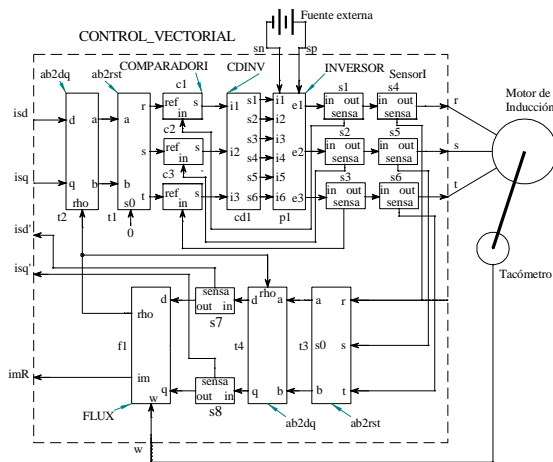 Fuente externa
CONTROL_VECTORIAL
sn
sp
ab2dq
ab2rst
COMPARADORI
CDINV
INVERSOR
SensorI
c1
s1
s4
Motor de
Inducción
isd
d
a
a
r
ref
s
in
i1
s1
i1
e1
in
out
sensa
in
out
sensa
r
c2
s2
i2
s2
s5
s
ref
s
in
i2
s3
i3
e2
in
out
sensa
in
out
sensa
s
s4
i4
c3
s5
i5
s3
s6
isq
q
b
b
t
ref
s
in
i3
s6
i6
e3
in
out
sensa
in
out
sensa
t
rho
s0
t2
t1
0
cd1
p1
isd'
isq'
Tacómetro
rho
d
sensa
out
in
d
a
a
r
rho
s7
f1
t4
t3
s0
s
imR
im
q
sensa
out
in
q
b
b
t
w
s8
FLUX
ab2dq
ab2rst
w